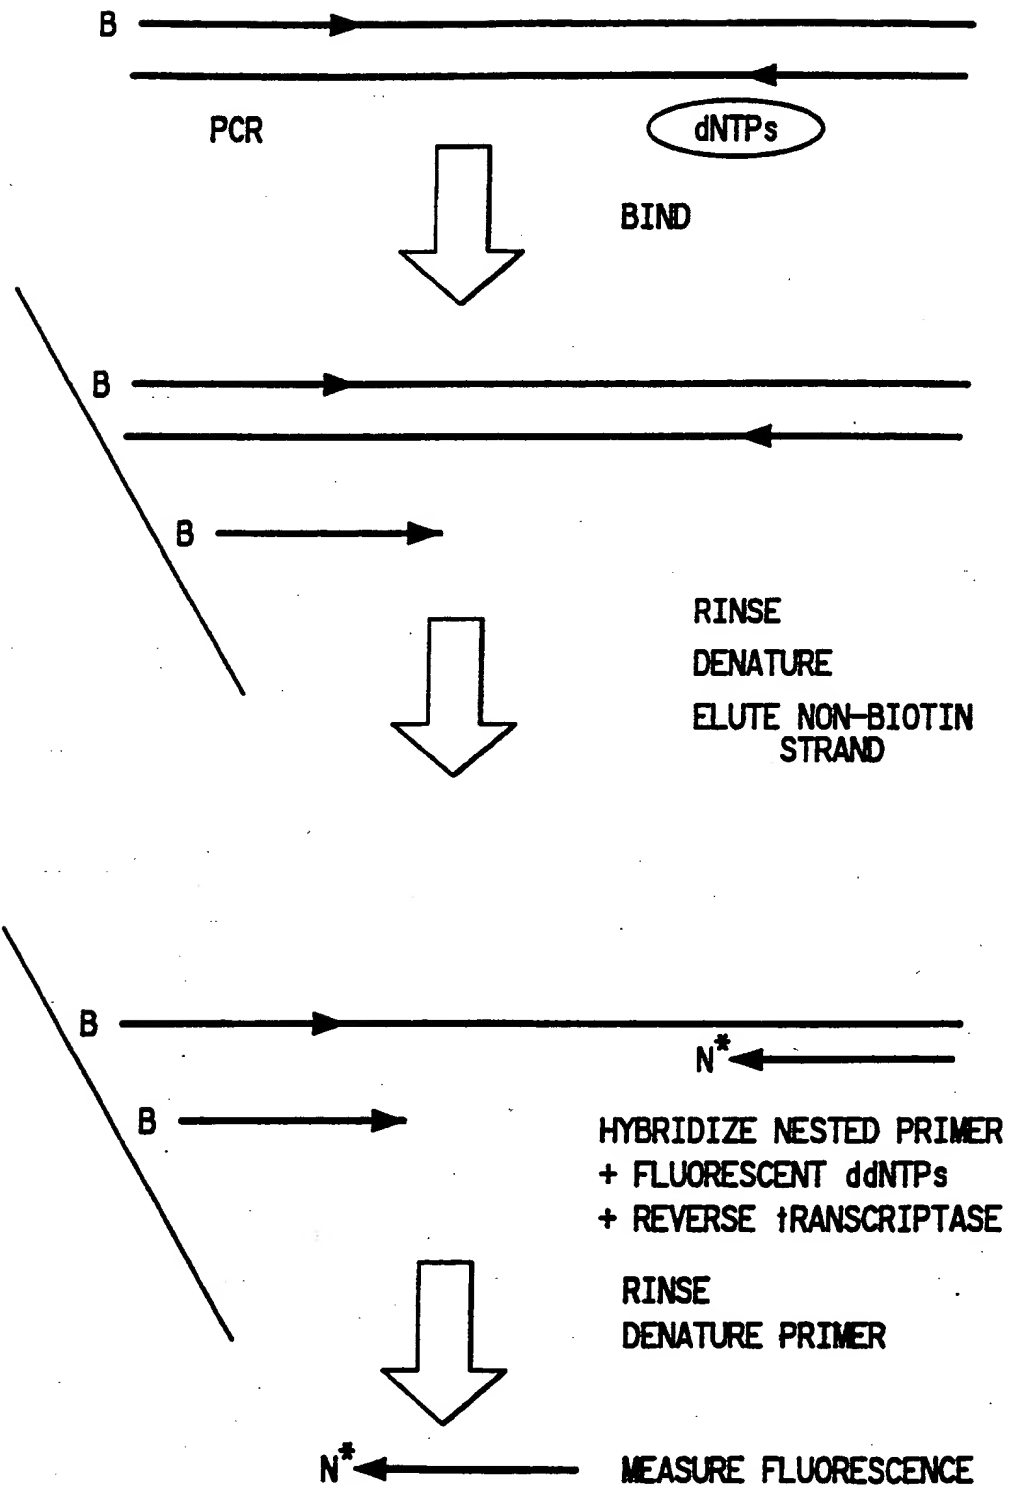 B
PCR
dNTPs
BIND
B
B
RINSE
DENATURE
ELUTE NON-BIOTIN
STRAND
B
N*
B
HYBRIDIZE NESTED PRIMER
+ FLUORESCENT ddNTPs
+ REVERSE tRANSCRIPTASE
RINSE
DENATURE PRIMER
N*
MEASURE FLUORESCENCE